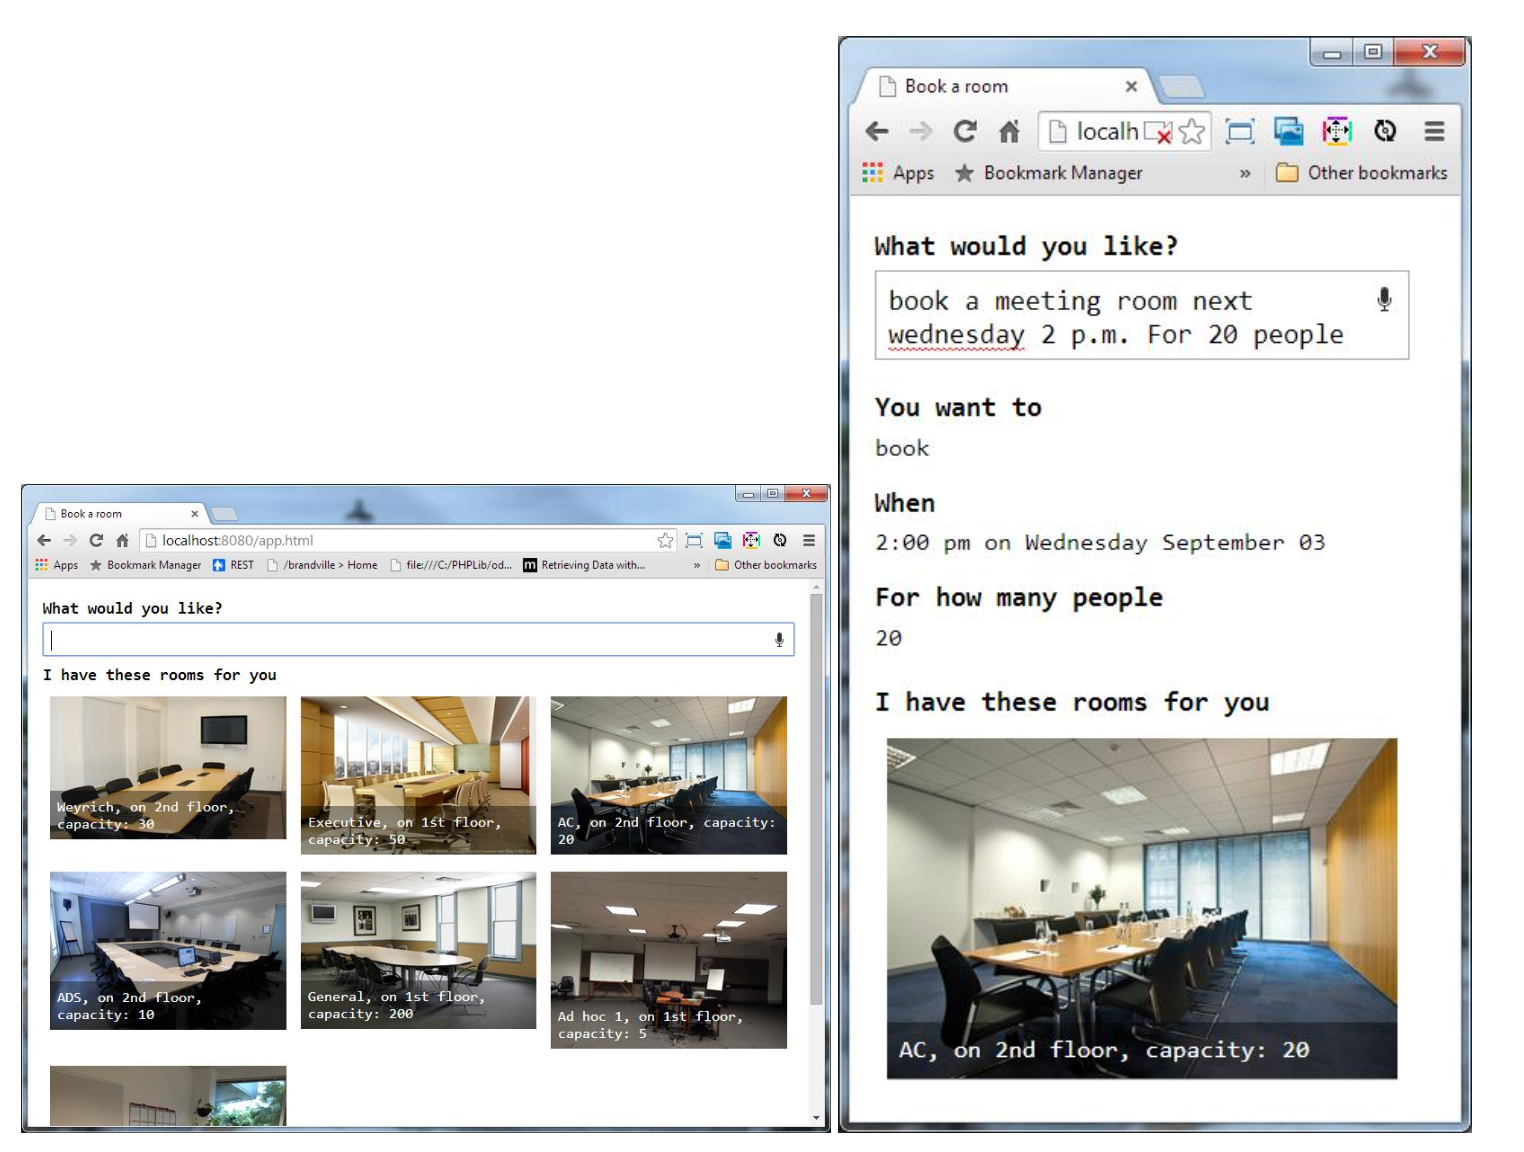 Book a room
localhost:8080/app.html
Apps
Bookmark Manager
REST
/brandville > Home
file:///C:/PHPLib/od...
m
Retrieving Data with...
»
Other bookmarks
What would you like?
I have these rooms for you
Weyrich, on 2nd floor,
capacity: 30
Executive, on 1st floor,
capacity: 50
AC, on 2nd floor, capacity:
20
ADS, on 2nd floor,
capacity: 10
General, on 1st floor,
capacity: 200
Ad hoc 1, on 1st floor,
capacity: 5
Book a room
localh
Apps
Bookmark Manager
»
Other bookmarks
What would you like?
book a meeting room next
wednesday 2 p.m. For 20 people
You want to
book
When
2:00 pm on Wednesday September 03
For how many people
20
I have these rooms for you
AC, on 2nd floor, capacity: 20